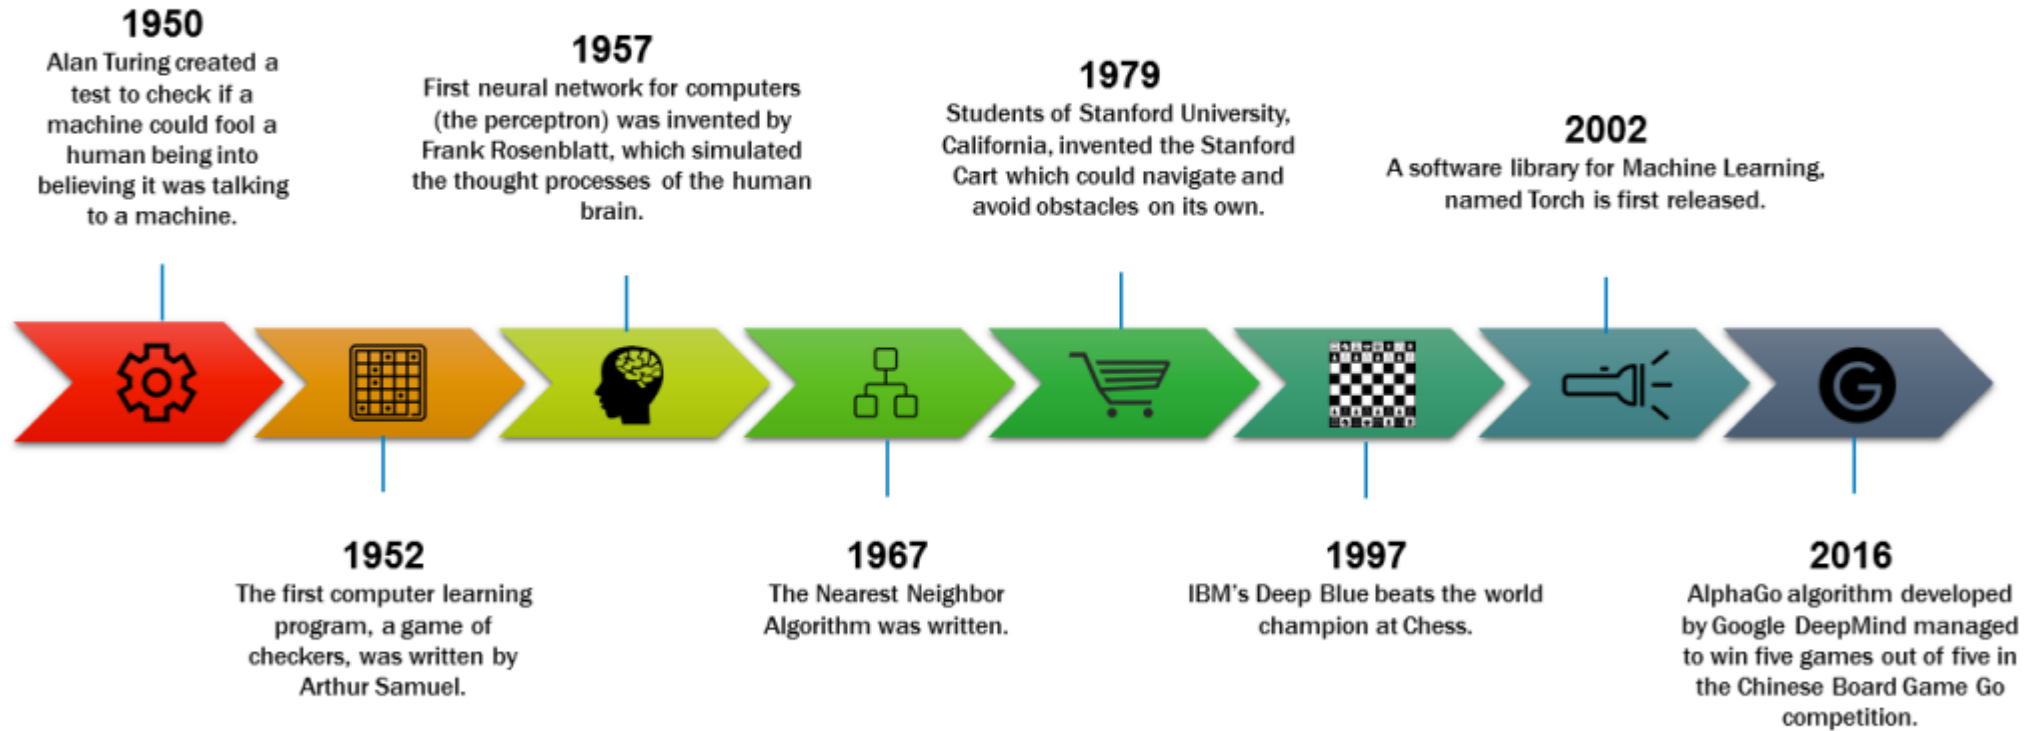 1950
Alan Turing created a
test to check if a
machine could fool a
human being into
believing it was talking
to a machine.
1957
First neural network for computers
(the perceptron) was invented by
Frank Rosenblatt, which simulated
the thought processes of the human
brain.
1979
Students of Stanford University,
California, invented the Stanford
Cart which could navigate and
avoid obstacles on its own.
2002
A software library for Machine Learning,
named Torch is first released.
G
1952
The first computer learning
program, a game of
checkers, was written by
Arthur Samuel.
1967
The Nearest Neighbor
Algorithm was written.
1997
IBM's Deep Blue beats the world
champion at Chess.
2016
AlphaGo algorithm developed
by Google DeepMind managed
to win five games out of five in
the Chinese Board Game Go
competition.